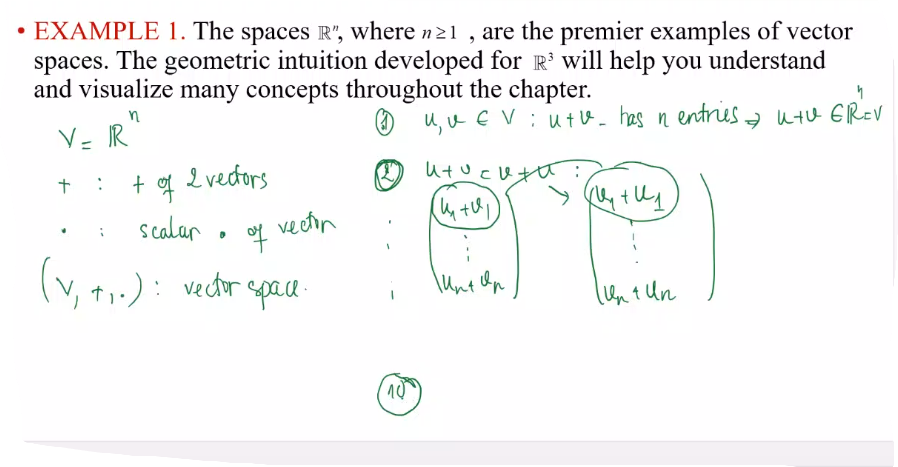 • EXAMPLE 1. The spaces ℝⁿ, where n ≥ 1 , are the premier examples of vector
spaces. The geometric intuition developed for ℝ³ will help you understand
and visualize many concepts throughout the chapter.
V = ℝⁿ
+ : + of 2 vectors
• : scalar • of vector
(V, +, •) : vector space.
① u, v ∈ V : u + v - has n entries → u+v ∈ ℝⁿ = V
② u + v = v + u :
(u₁ + v₁ ⋮ uₙ + vₙ) (v₁ + u₁ ⋮ vₙ + uₙ)
⋮
⑩